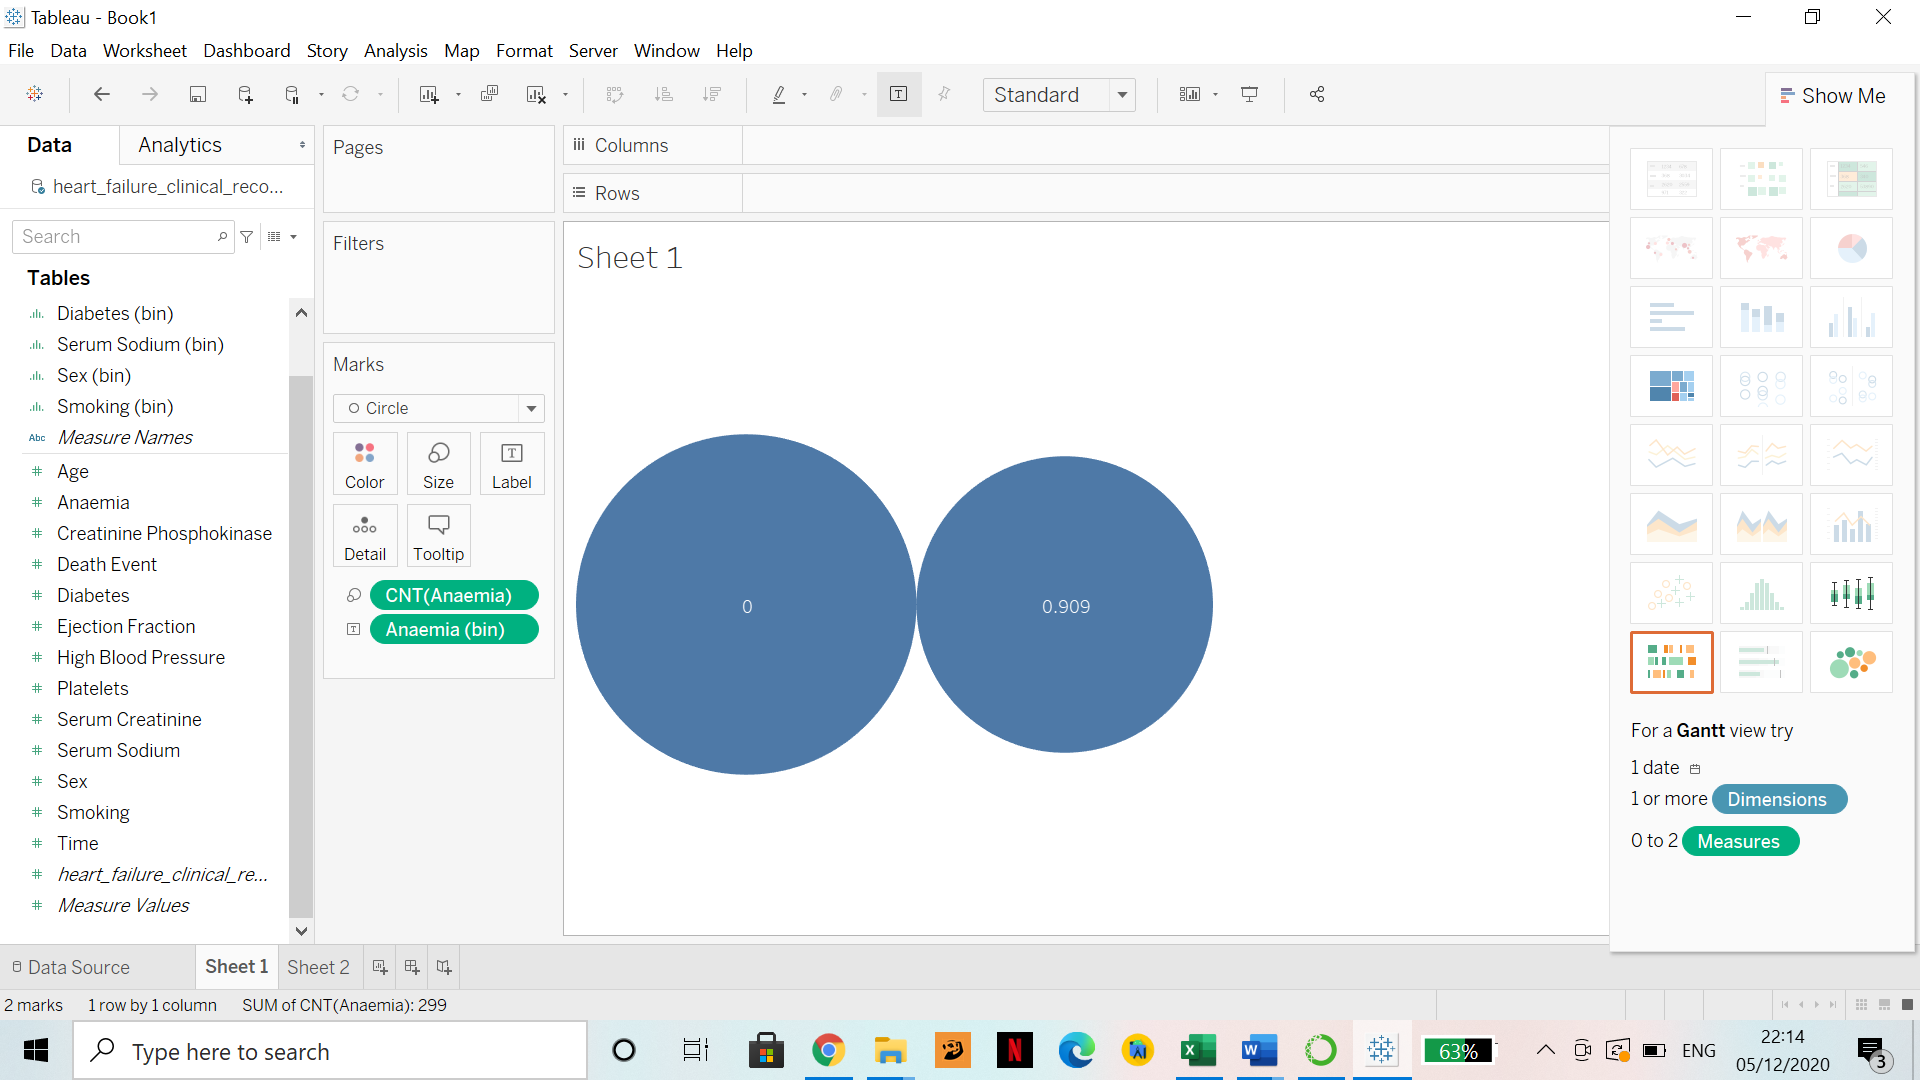 Tableau - Book1
File Data Worksheet Dashboard Story Analysis Map Format Server Window Help
Standard
Show Me
Data
Analytics
heart_failure_clinical_reco...
Search
Tables
Diabetes (bin)
Serum Sodium (bin)
Sex (bin)
Smoking (bin)
Abc Measure Names
# Age
# Anaemia
# Creatinine Phosphokinase
# Death Event
# Diabetes
# Ejection Fraction
# High Blood Pressure
# Platelets
# Serum Creatinine
# Serum Sodium
# Sex
# Smoking
# Time
# heart_failure_clinical_re...
# Measure Values
Pages
Filters
Marks
Circle
Color
Size
T
Label
Detail
Tooltip
CNT(Anaemia)
T Anaemia (bin)
Columns
Rows
Sheet 1
0
0.909
For a Gantt view try
1 date
1 or more Dimensions
0 to 2 Measures
Data Source
Sheet 1
Sheet 2
2 marks 1 row by 1 column SUM of CNT(Anaemia): 299
Type here to search
N
X
W
63%
ENG
22:14
05/12/2020
3